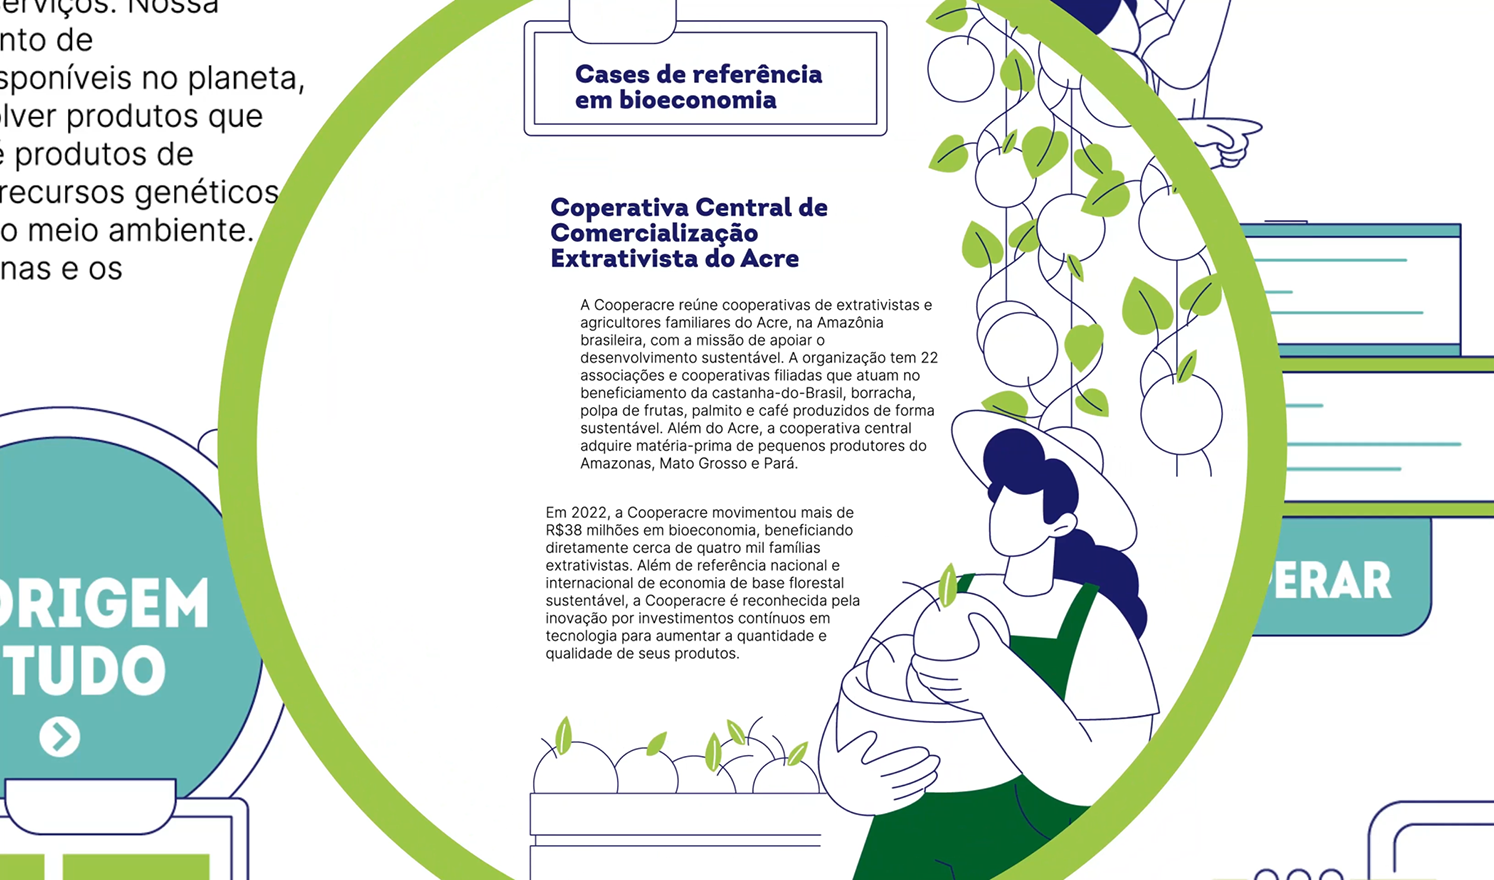 serviços. Nossa
nto de
sponíveis no planeta,
lver produtos que
é produtos de
recursos genéticos
o meio ambiente.
nas e os
Cases de referência
em bioeconomia
Coperativa Central de
Comercialização
Extrativista do Acre
A Cooperacre reúne cooperativas de extrativistas e
agricultores familiares do Acre, na Amazônia
brasileira, com a missão de apoiar o
desenvolvimento sustentável. A organização tem 22
associações e cooperativas filiadas que atuam no
beneficiamento da castanha-do-Brasil, borracha,
polpa de frutas, palmito e café produzidos de forma
sustentável. Além do Acre, a cooperativa central
adquire matéria-prima de pequenos produtores do
Amazonas, Mato Grosso e Pará.
Em 2022, a Cooperacre movimentou mais de
R$38 milhões em bioeconomia, beneficiando
diretamente cerca de quatro mil famílias
extrativistas. Além de referência nacional e
internacional de economia de base florestal
sustentável, a Cooperacre é reconhecida pela
inovação por investimentos contínuos em
tecnologia para aumentar a quantidade e
qualidade de seus produtos.
ORIGEM
TUDO
PERAR